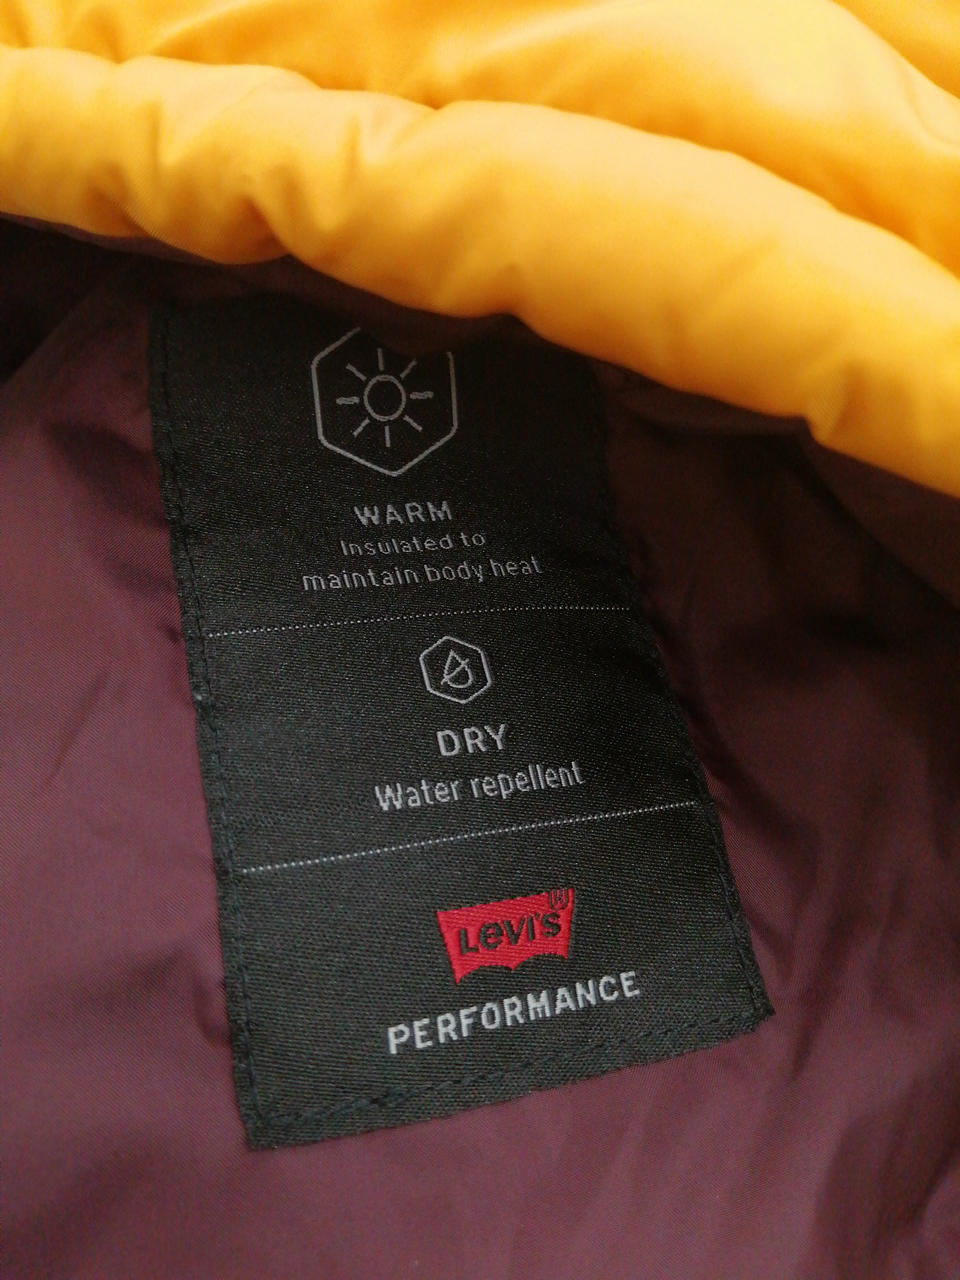 WARM
Insulated to
maintain body heat
DRY
Water repellent
Levi's
PERFORMANCE